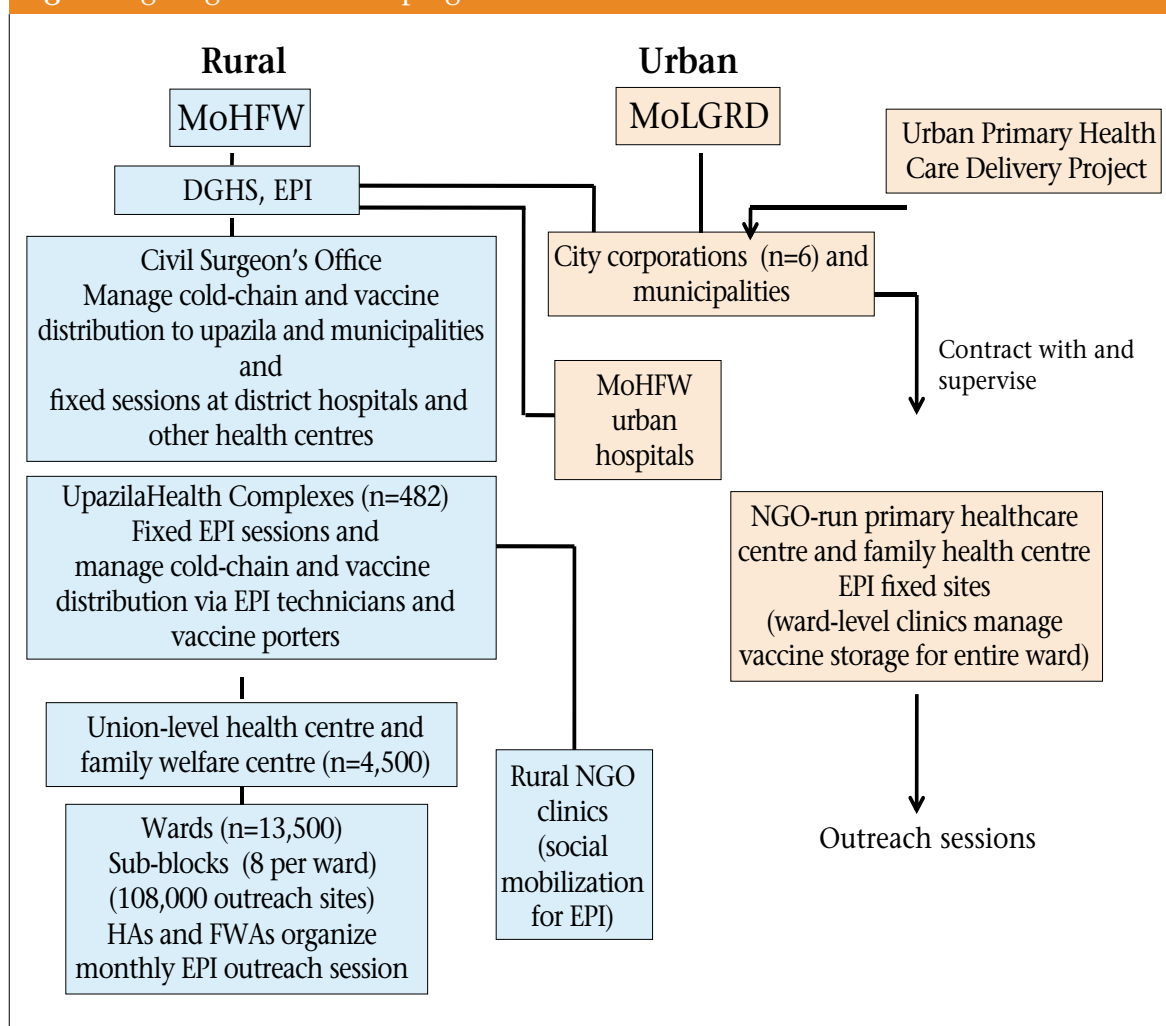 Rural
MoHFW
DGHS, EPI
Civil Surgeon's Office
Manage cold-chain and vaccine
distribution to upazila and municipalities
and
fixed sessions at district hospitals and
other health centres
UpazilaHealth Complexes (n=482)
Fixed EPI sessions and
manage cold-chain and vaccine
distribution via EPI technicians and
vaccine porters
Union-level health centre and
family welfare centre (n=4,500)
Wards (n=13,500)
Sub-blocks (8 per ward)
(108,000 outreach sites)
HAs and FWAs organize
monthly EPI outreach session
Rural NGO
clinics
(social
mobilization
for EPI)
Urban
MoLGRD
Urban Primary Health
Care Delivery Project
City corporations (n=6) and
municipalities
MoHFW
urban
hospitals
Contract with and
supervise
NGO-run primary healthcare
centre and family health centre
EPI fixed sites
(ward-level clinics manage
vaccine storage for entire ward)
Outreach sessions